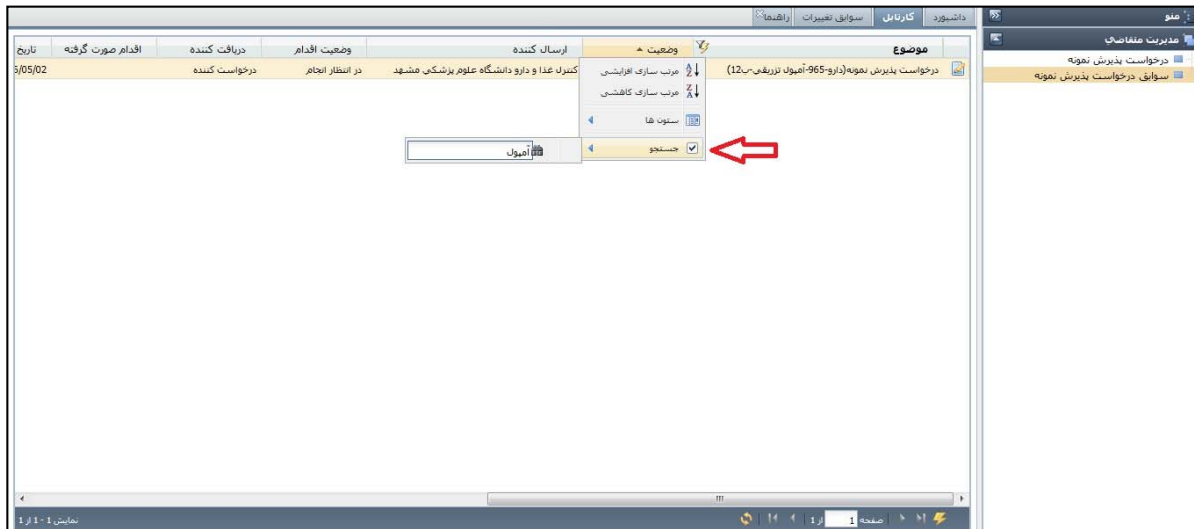 منو
مدیریت متقاضي
درخواست پذیرش نمونه
سوابق درخواست پذیرش نمونه
داشبورد کارتابل سوابق تغییرات راهنما
موضوع وضعیت ارسال کننده وضعیت اقدام دریافت کننده اقدام صورت گرفته تاریخ
درخواست پذیرش نمونه(دارو-965-آمپول تزریقی-ب12) کنترل غذا و دارو دانشگاه علوم پزشکی مشهد در انتظار انجام درخواست کننده 5/05/02
مرتب سازی افزایشی
مرتب سازی کاهشی
ستون ها
جستجو
آمپول
صفحه 1 از 1
نمایش 1 - 1 از 1